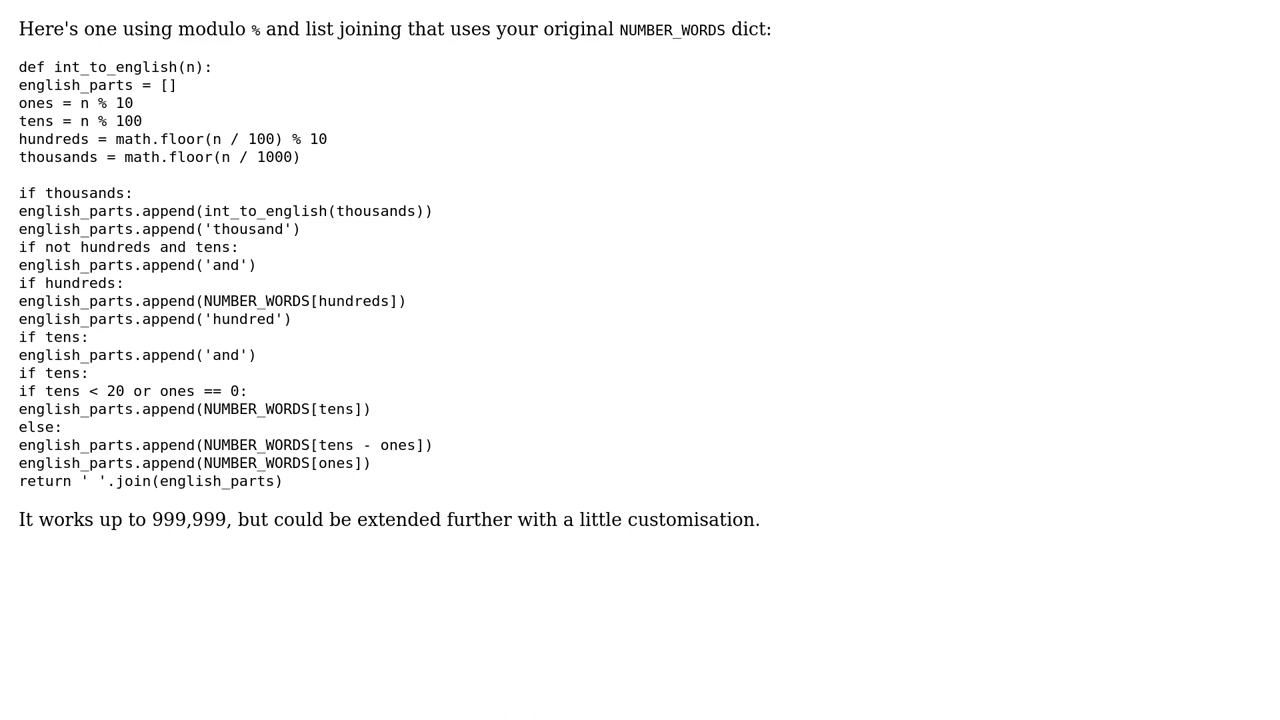 Here's one using modulo % and list joining that uses your original NUMBER_WORDS dict:
def int_to_english(n):
english_parts = []
ones = n % 10
tens = n % 100
hundreds = math.floor(n / 100) % 10
thousands = math.floor(n / 1000)
if thousands:
english_parts.append(int_to_english(thousands))
english_parts.append('thousand')
if not hundreds and tens:
english_parts.append('and')
if hundreds:
english_parts.append(NUMBER_WORDS[hundreds])
english_parts.append('hundred')
if tens:
english_parts.append('and')
if tens:
if tens < 20 or ones == 0:
english_parts.append(NUMBER_WORDS[tens])
else:
english_parts.append(NUMBER_WORDS[tens - ones])
english_parts.append(NUMBER_WORDS[ones])
return ' '.join(english_parts)
It works up to 999,999, but could be extended further with a little customisation.